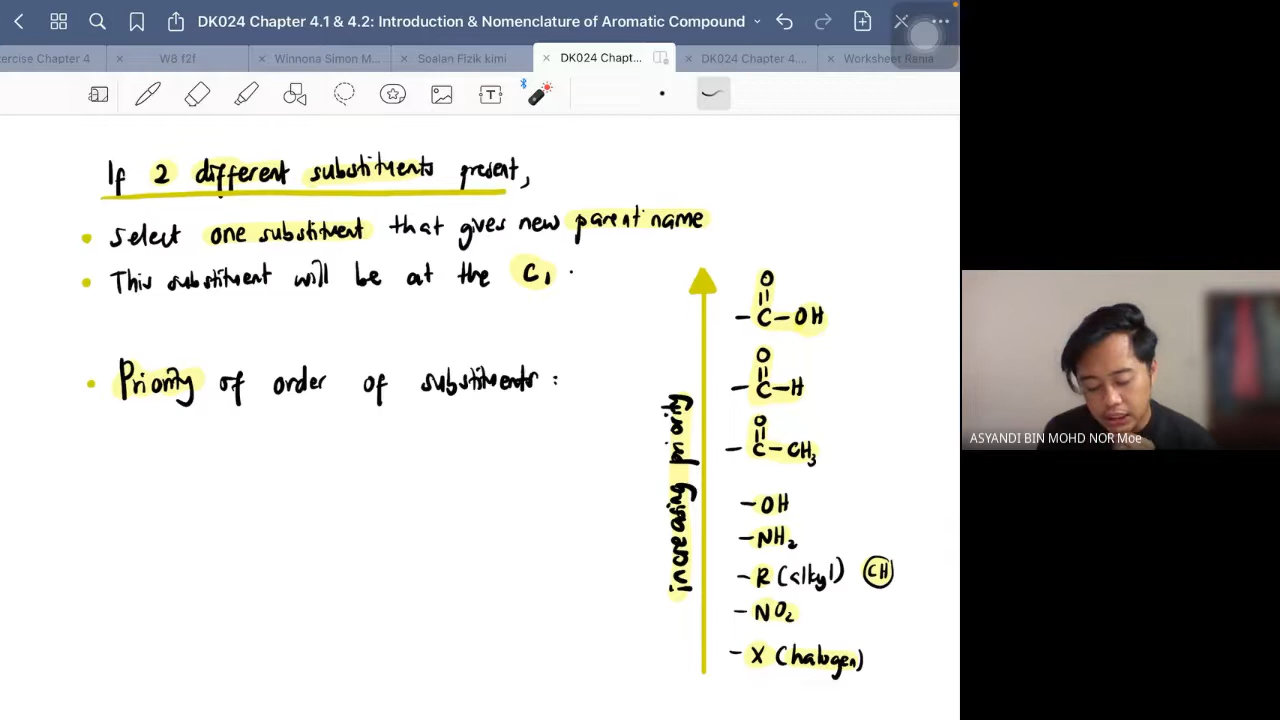 DK024 Chapter 4.1 & 4.2: Introduction & Nomenclature of Aromatic Compound
ercise Chapter 4
W8 f2f
Winnona Simon M...
Soalan Fizik kimi
DK024 Chapt...
DK024 Chapter 4....
Worksheet Rania
If 2 different substituents present,
• Select one substituent that gives new parent name
• This substituent will be at the C1.
• Priority of order of substituents :
increasing priority
O
||
- C - OH
O
||
- C - H
O
||
- C - CH3
- OH
- NH2
- R (alkyl) CH
- NO2
- X (halogen)
ASYANDI BIN MOHD NOR Moe